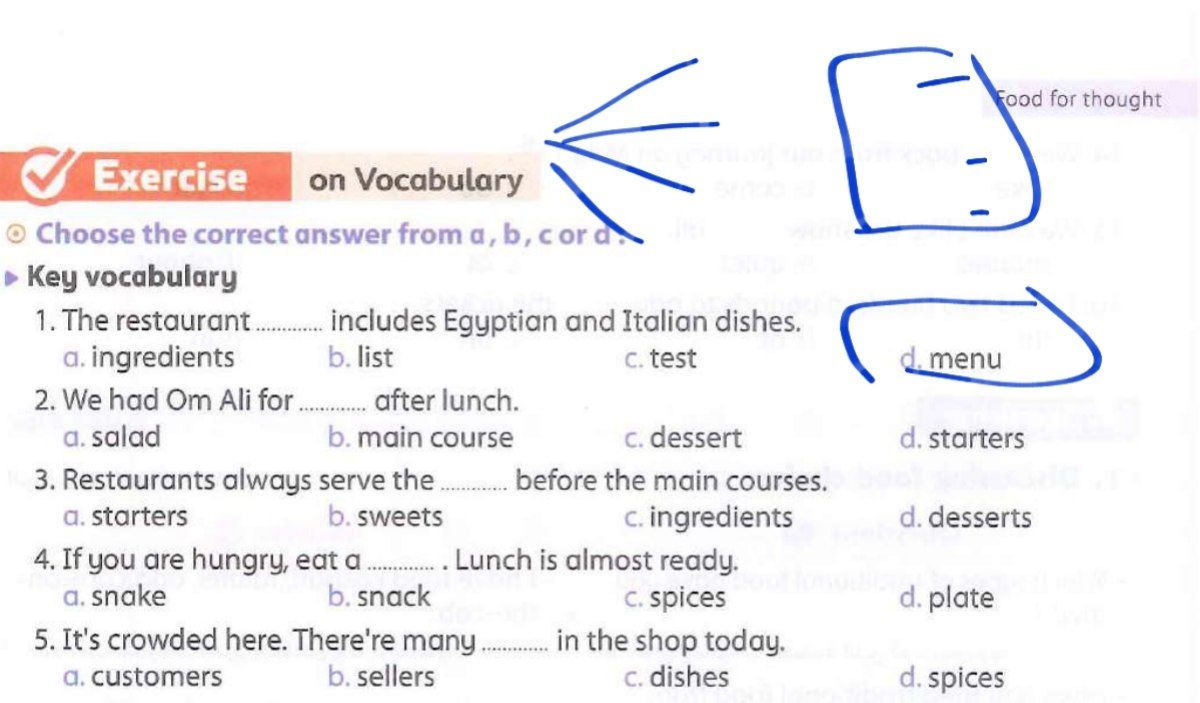 Food for thought
Exercise on Vocabulary
Choose the correct answer from a, b, c or d :
Key vocabulary
1. The restaurant ........... includes Egyptian and Italian dishes.
a. ingredients b. list c. test d. menu
2. We had Om Ali for ........... after lunch.
a. salad b. main course c. dessert d. starters
3. Restaurants always serve the ........... before the main courses.
a. starters b. sweets c. ingredients d. desserts
4. If you are hungry, eat a ........... . Lunch is almost ready.
a. snake b. snack c. spices d. plate
5. It's crowded here. There're many ........... in the shop today.
a. customers b. sellers c. dishes d. spices